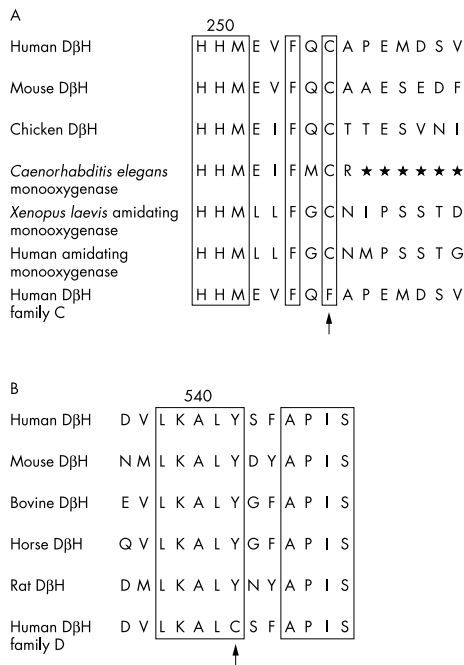 A
250
Human DβH H H M E V F Q C A P E M D S V
Mouse DβH H H M E V F Q C A A E S E D F
Chicken DβH H H M E I F Q C T T E S V N I
Caenorhabditis elegans
monooxygenase H H M E I F M C R ★ ★ ★ ★ ★ ★
Xenopus laevis amidating
monooxygenase H H M L L F G C N I P S S T D
Human amidating
monooxygenase H H M L L F G C N M P S S T G
Human DβH
family C H H M E V F Q F A P E M D S V
B
540
Human DβH D V L K A L Y S F A P I S
Mouse DβH N M L K A L Y D Y A P I S
Bovine DβH E V L K A L Y G F A P I S
Horse DβH Q V L K A L Y G F A P I S
Rat DβH D M L K A L Y N Y A P I S
Human DβH
family D D V L K A L C S F A P I S